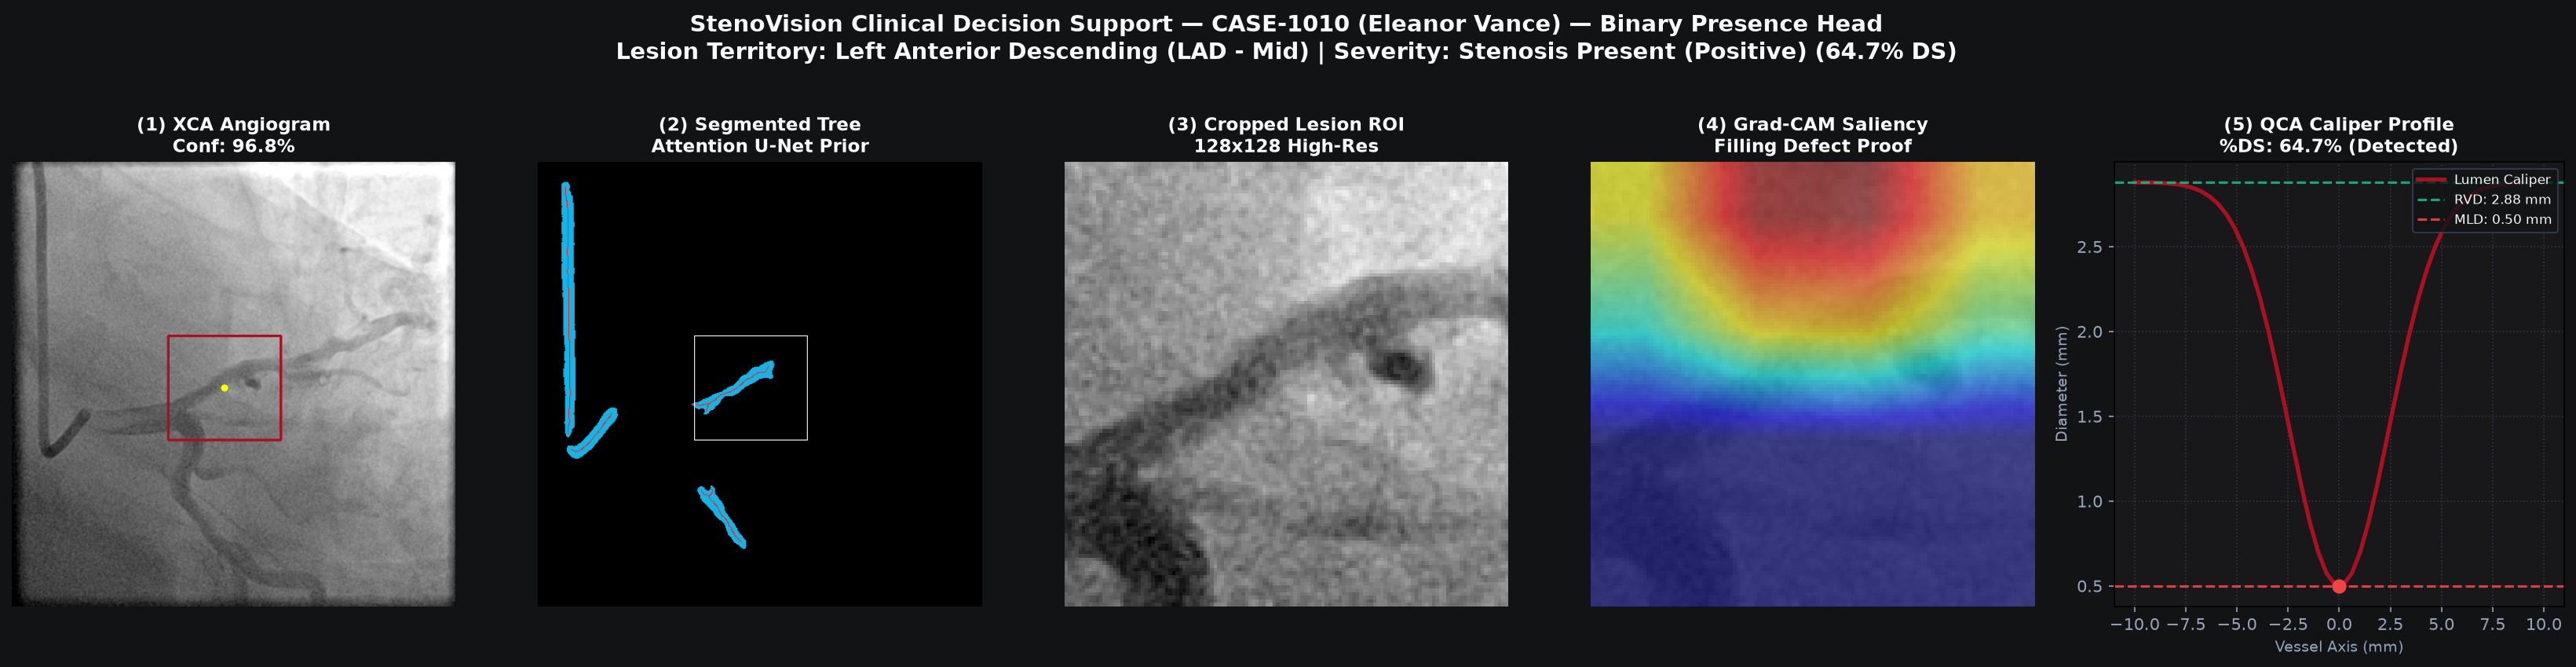 StenoVision Clinical Decision Support — CASE-1010 (Eleanor Vance) — Binary Presence Head
Lesion Territory: Left Anterior Descending (LAD - Mid) | Severity: Stenosis Present (Positive) (64.7% DS)
(1) XCA Angiogram
Conf: 96.8%
(2) Segmented Tree
Attention U-Net Prior
(3) Cropped Lesion ROI
128x128 High-Res
(4) Grad-CAM Saliency
Filling Defect Proof
(5) QCA Caliper Profile
%DS: 64.7% (Detected)
Lumen Caliper
RVD: 2.88 mm
MLD: 0.50 mm
Diameter (mm)
2.5
2.0
1.5
1.0
0.5
−10.0 −7.5 −5.0 −2.5 0.0 2.5 5.0 7.5 10.0
Vessel Axis (mm)